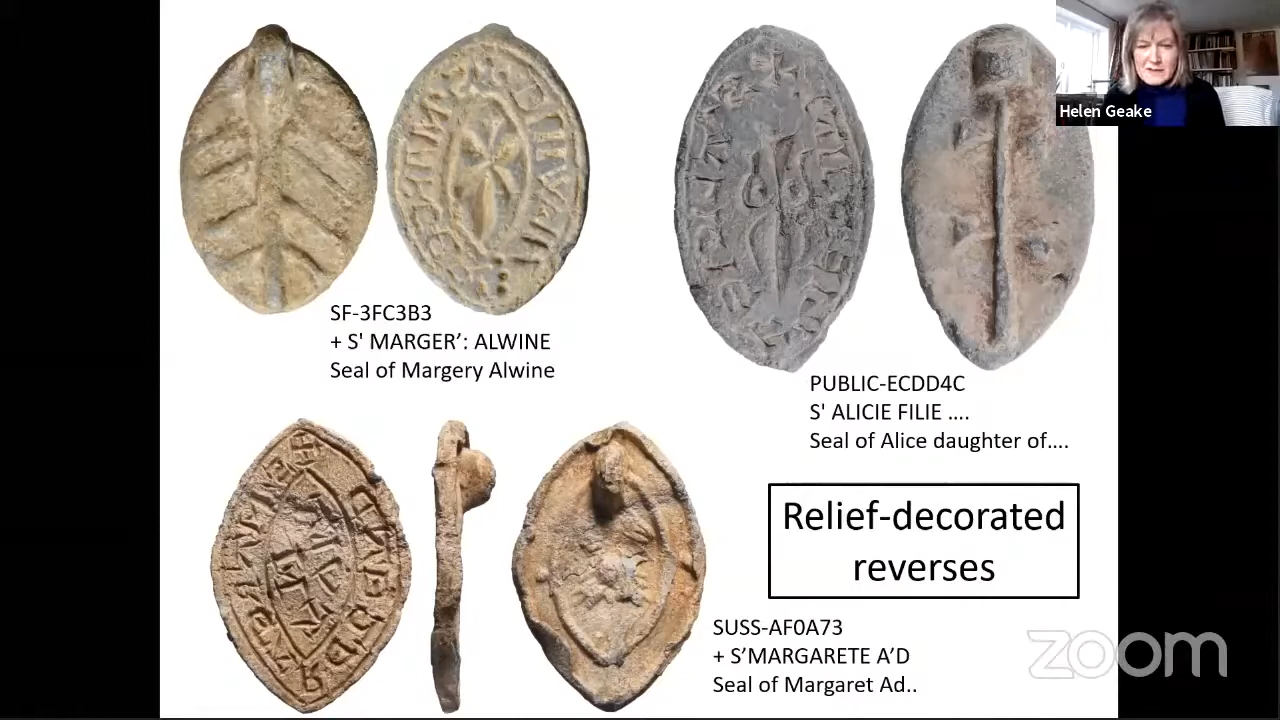 Helen Geake
SF-3FC3B3
+ S' MARGER’: ALWINE
Seal of Margery Alwine
PUBLIC-ECDD4C
S' ALICIE FILIE ....
Seal of Alice daughter of....
Relief-decorated
reverses
SUSS-AF0A73
+ S’MARGARETE A’D
Seal of Margaret Ad..
zoom